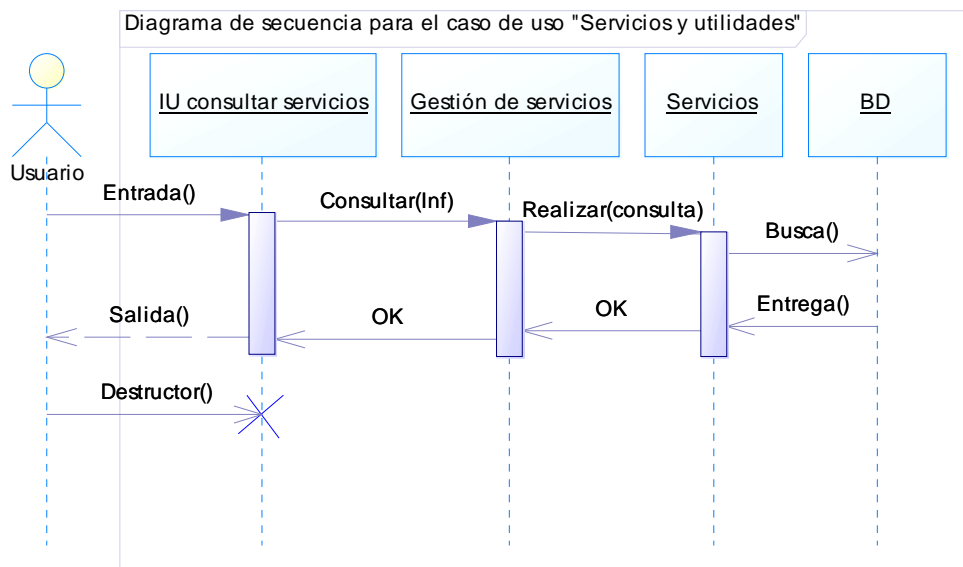 Diagrama de secuencia para el caso de uso "Servicios y utilidades"
IU consultar servicios
Gestión de servicios
Servicios
BD
Usuario
Entrada()
Consultar(Inf)
Realizar(consulta)
Busca()
Entrega()
OK
OK
Salida()
Destructor()